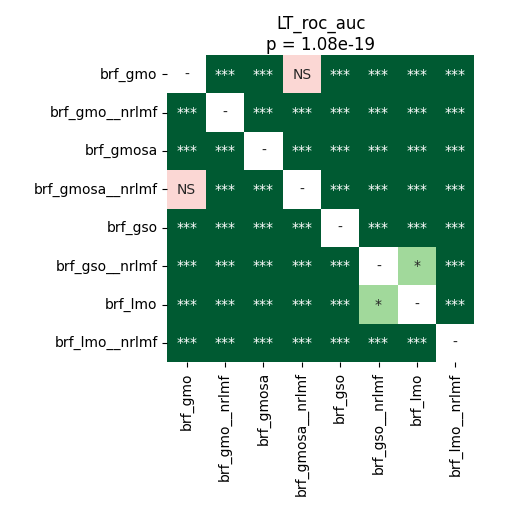 LT_roc_auc
p = 1.08e-19
brf_gmo - *** *** NS *** *** *** ***
brf_gmo__nrlmf *** - *** *** *** *** *** ***
brf_gmosa *** *** - *** *** *** *** ***
brf_gmosa__nrlmf NS *** *** - *** *** *** ***
brf_gso *** *** *** *** - *** *** ***
brf_gso__nrlmf *** *** *** *** *** - * ***
brf_lmo *** *** *** *** *** * - ***
brf_lmo__nrlmf *** *** *** *** *** *** *** -
brf_gmo
brf_gmo__nrlmf
brf_gmosa
brf_gmosa__nrlmf
brf_gso
brf_gso__nrlmf
brf_lmo
brf_lmo__nrlmf